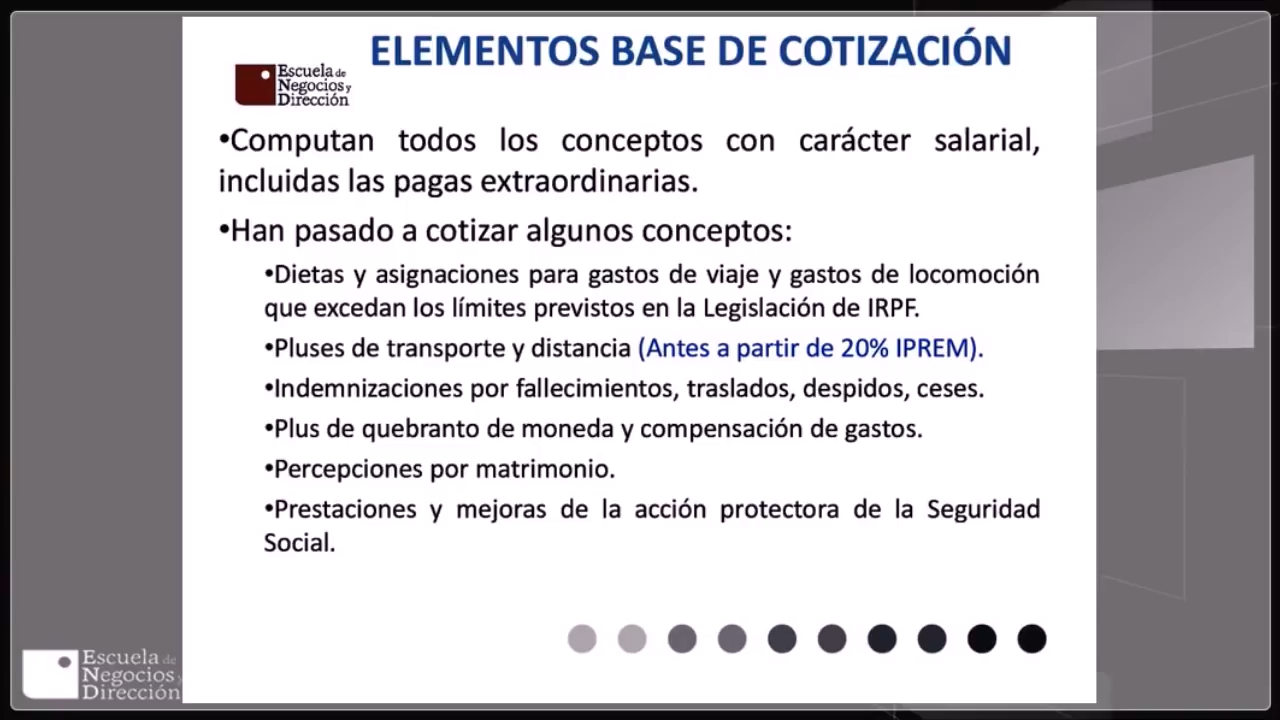 ELEMENTOS BASE DE COTIZACIÓN
Escuela de
Negocios y
Dirección
•Computan todos los conceptos con carácter salarial,
incluidas las pagas extraordinarias.
•Han pasado a cotizar algunos conceptos:
•Dietas y asignaciones para gastos de viaje y gastos de locomoción
que excedan los límites previstos en la Legislación de IRPF.
•Pluses de transporte y distancia (Antes a partir de 20% IPREM).
•Indemnizaciones por fallecimientos, traslados, despidos, ceses.
•Plus de quebranto de moneda y compensación de gastos.
•Percepciones por matrimonio.
•Prestaciones y mejoras de la acción protectora de la Seguridad
Social.
Escuela de
Negocios y
Dirección